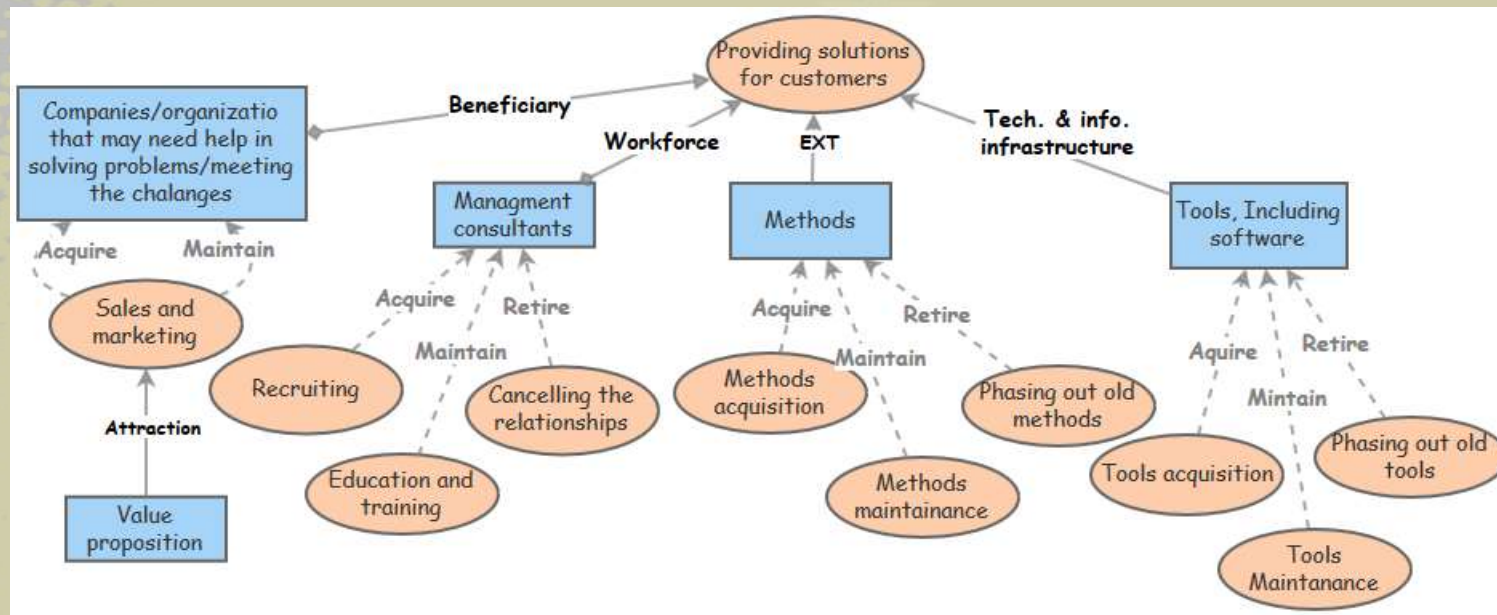 Providing solutions
for customers
Companies/organizatio
that may need help in
solving problems/meeting
the chalanges
Beneficiary
Workforce
EXT
Tech. & info.
infrastructure
Managment
consultants
Methods
Tools, Including
software
Acquire
Maintain
Sales and
marketing
Attraction
Value
proposition
Acquire
Maintain
Retire
Recruiting
Education and
training
Cancelling the
relationships
Acquire
Maintain
Retire
Methods
acquisition
Methods
maintainance
Phasing out old
methods
Aquire
Mintain
Retire
Tools acquisition
Tools
Maintanance
Phasing out old
tools